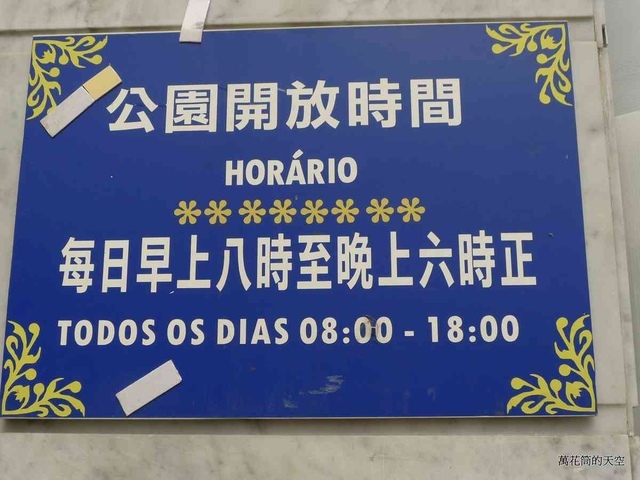 公園開放時間
HORÁRIO
每日早上八時至晚上六時正
TODOS OS DIAS 08:00 - 18:00
萬花筒的天空